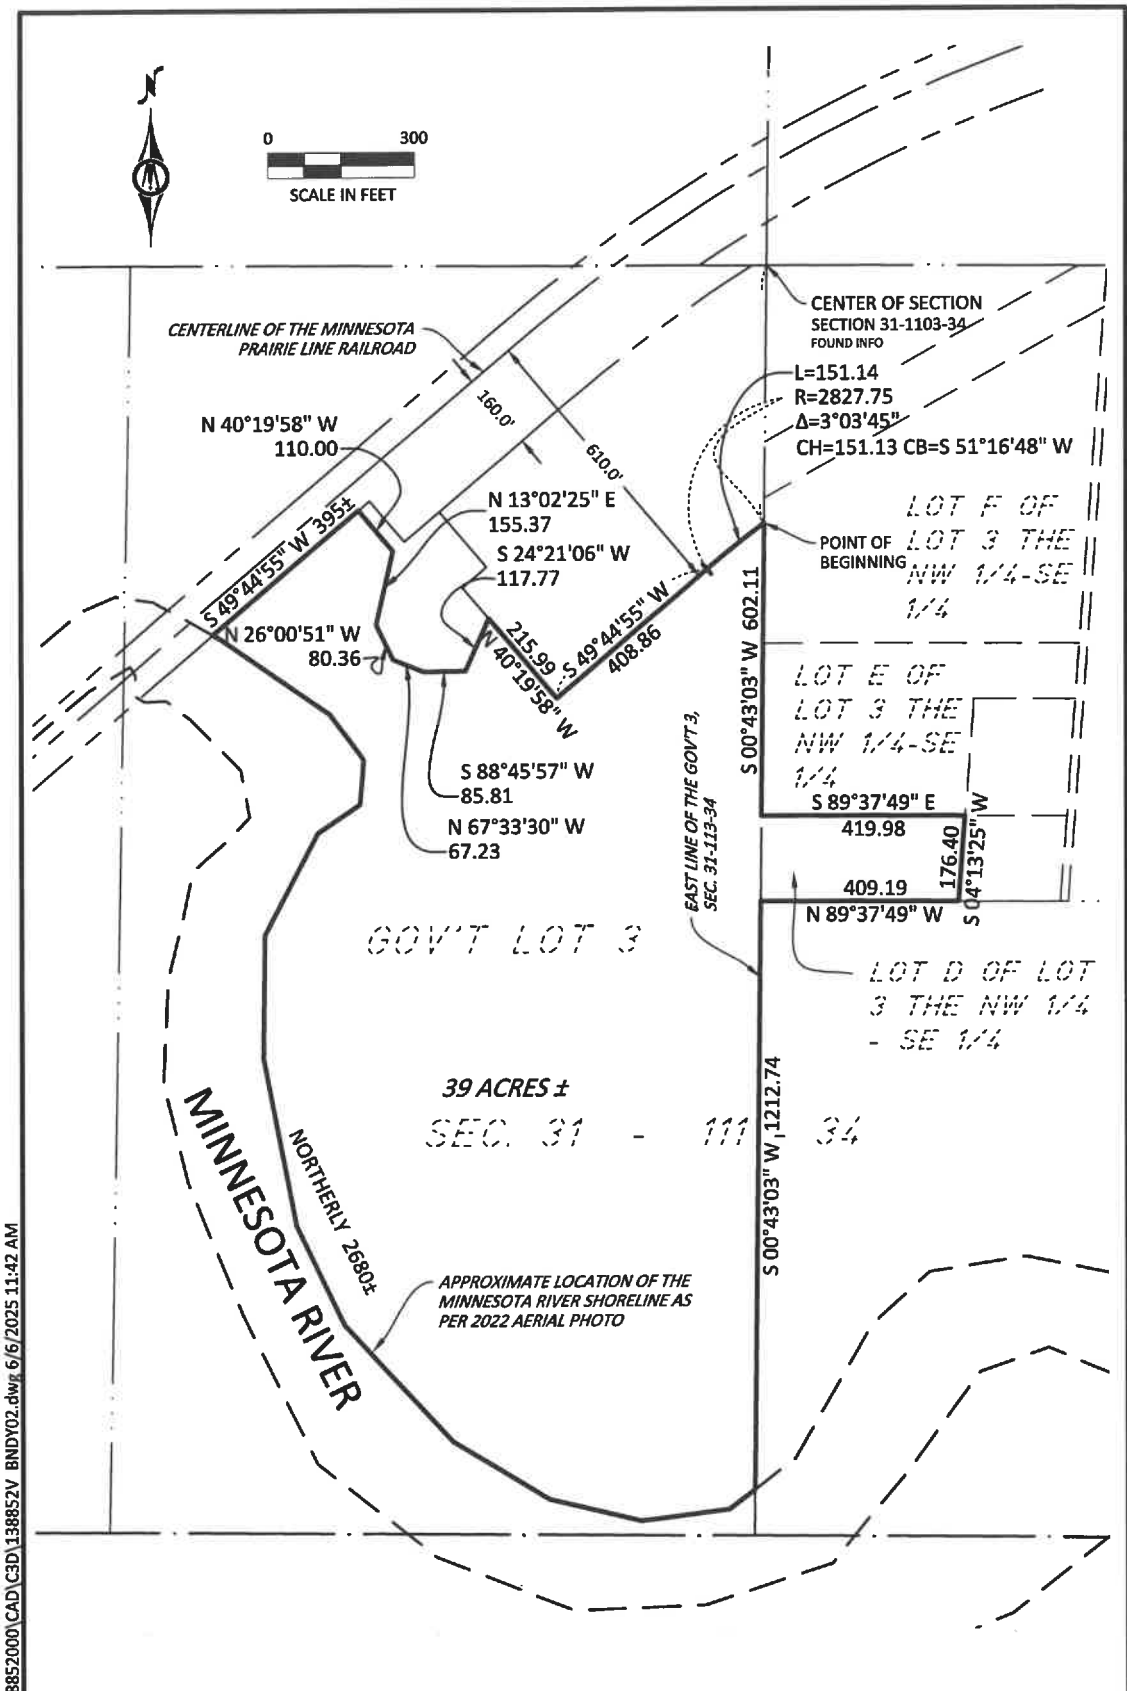 N
0 300
SCALE IN FEET
CENTERLINE OF THE MINNESOTA
PRAIRIE LINE RAILROAD
CENTER OF SECTION
SECTION 31-1103-34
FOUND INFO
L=151.14
R=2827.75
Δ=3°03'45"
CH=151.13 CB=S 51°16'48" W
160.0'
610.0'
N 40°19'58" W
110.00
N 13°02'25" E
155.37
S 24°21'06" W
117.77
S 49°44'55" W 395±
N 26°00'51" W
80.36
215.99
N 40°19'58" W
S 49°44'55" W
408.86
POINT OF
BEGINNING
LOT F OF
LOT 3 THE
NW 1/4-SE
1/4
S 00°43'03" W 602.11
LOT E OF
LOT 3 THE
NW 1/4-SE
1/4
S 88°45'57" W
85.81
N 67°33'30" W
67.23
EAST LINE OF THE GOV'T 3,
SEC. 31-113-34
S 89°37'49" E
419.98
176.40
S 04°13'25" W
409.19
N 89°37'49" W
GOV'T LOT 3
LOT D OF LOT
3 THE NW 1/4
- SE 1/4
39 ACRES ±
SEC. 31 - 111 34
S 00°43'03" W 1212.74
MINNESOTA RIVER
NORTHERLY 2680±
APPROXIMATE LOCATION OF THE
MINNESOTA RIVER SHORELINE AS
PER 2022 AERIAL PHOTO
8852000\CAD\C3D\138852V BNDY02.dwg 6/6/2025 11:42 AM